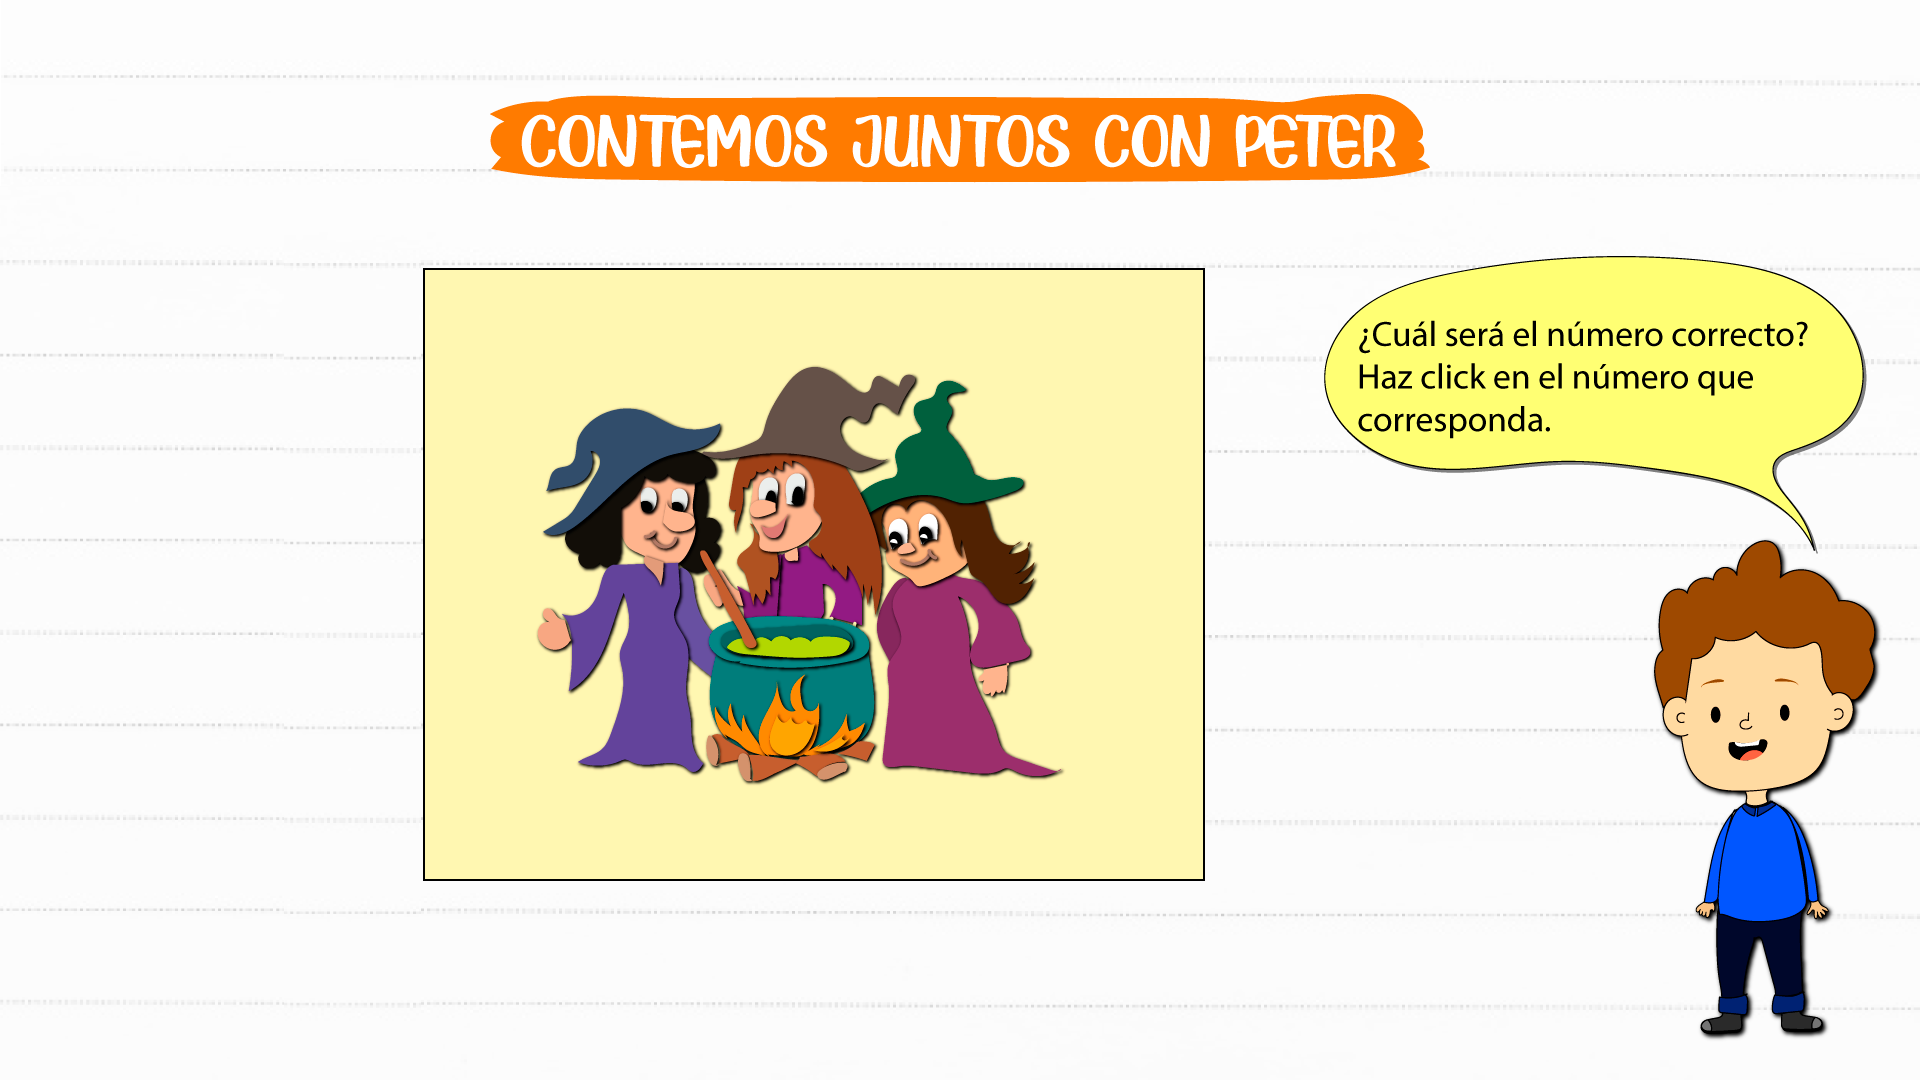 CONTEMOS JUNTOS CON PETER
¿Cuál será el número correcto?
Haz click en el número que
corresponda.